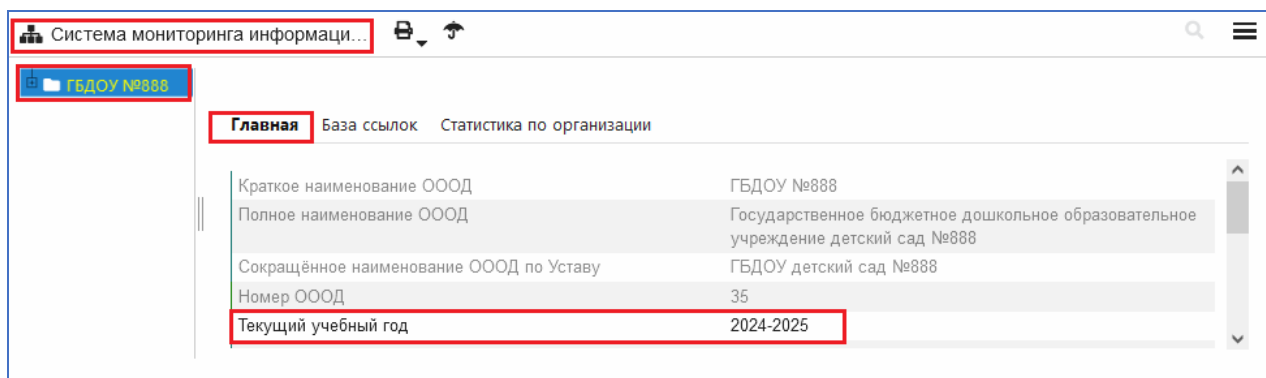 Система мониторинга информаци...
ГБДОУ №888
Главная База ссылок Статистика по организации
Краткое наименование ОООД ГБДОУ №888
Полное наименование ОООД Государственное бюджетное дошкольное образовательное
учреждение детский сад №888
Сокращённое наименование ОООД по Уставу ГБДОУ детский сад №888
Номер ОООД 35
Текущий учебный год 2024-2025